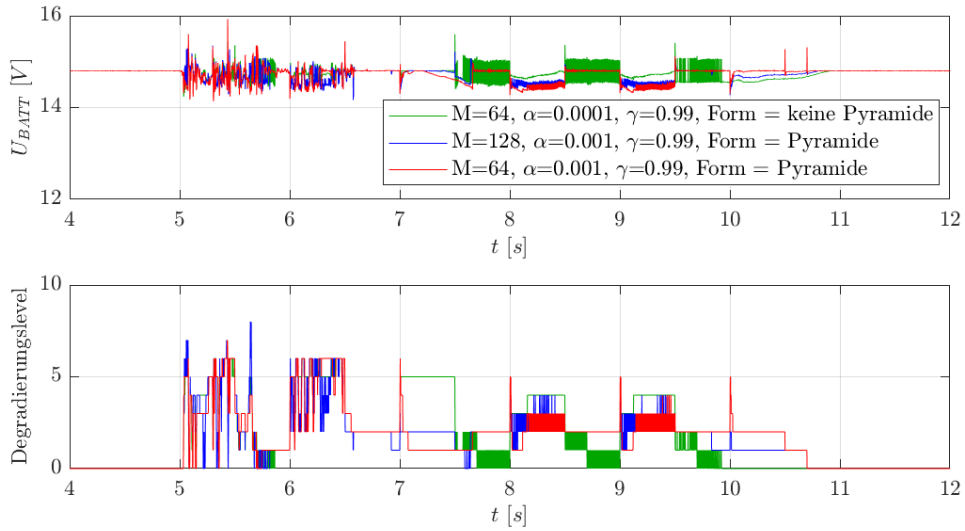 16
14
12
U_BATT [V]
M=64, α=0.0001, γ=0.99, Form = keine Pyramide
M=128, α=0.001, γ=0.99, Form = Pyramide
M=64, α=0.001, γ=0.99, Form = Pyramide
4 5 6 7 8 9 10 11 12
t [s]
10
5
0
Degradierungslevel
4 5 6 7 8 9 10 11 12
t [s]